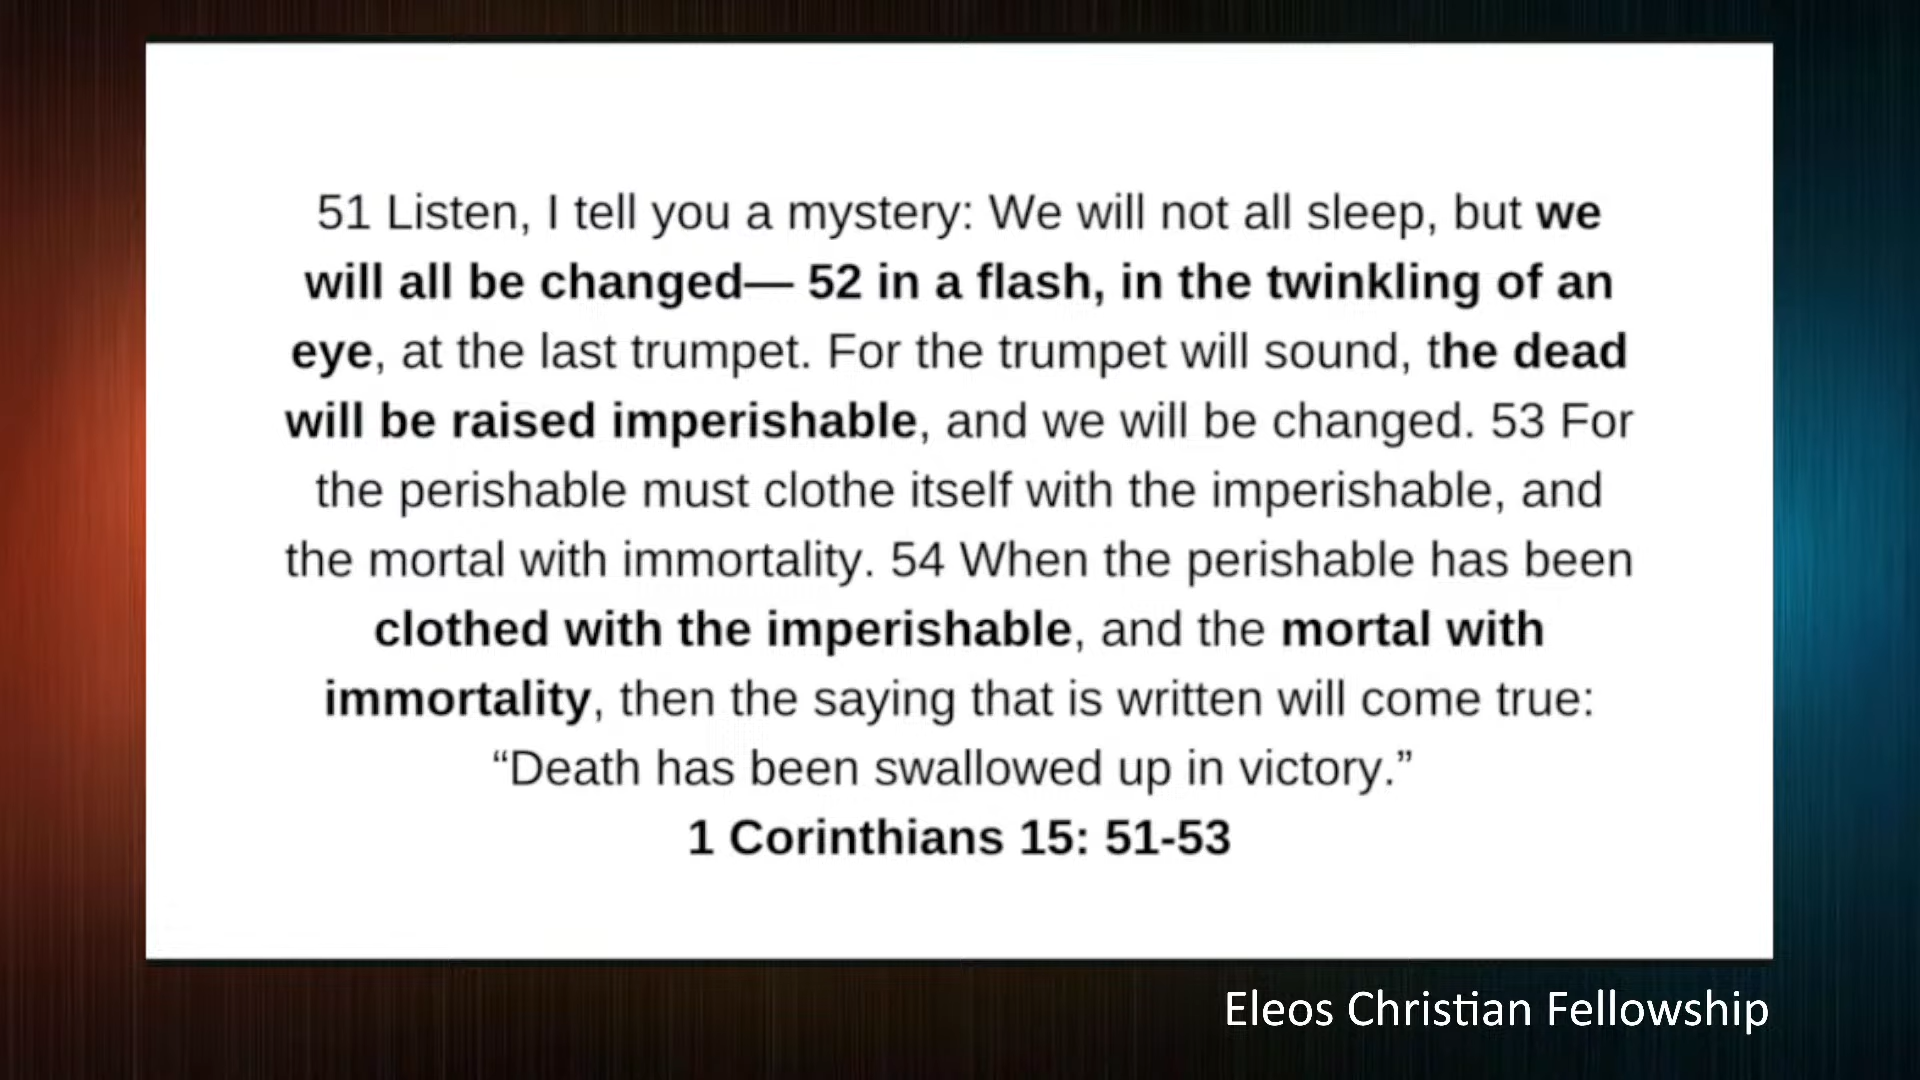 51 Listen, I tell you a mystery: We will not all sleep, but we
will all be changed— 52 in a flash, in the twinkling of an
eye, at the last trumpet. For the trumpet will sound, the dead
will be raised imperishable, and we will be changed. 53 For
the perishable must clothe itself with the imperishable, and
the mortal with immortality. 54 When the perishable has been
clothed with the imperishable, and the mortal with
immortality, then the saying that is written will come true:
“Death has been swallowed up in victory.”
1 Corinthians 15: 51-53
Eleos Christian Fellowship